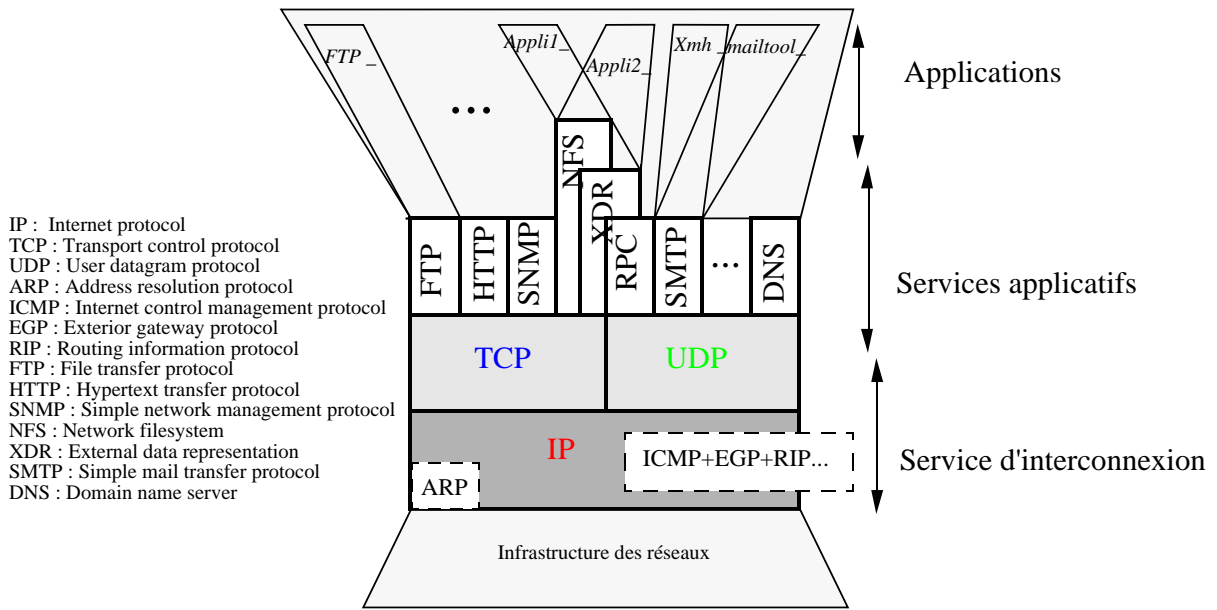 FTP _
Appli1_
Appli2_
Xmh _
mailtool_
Applications
...
NFS
XDR
FTP
HTTP
SNMP
RPC
SMTP
...
DNS
Services applicatifs
IP :  Internet protocol
TCP : Transport control protocol
UDP : User datagram protocol
ARP : Address resolution protocol
ICMP : Internet control management protocol
EGP : Exterior gateway protocol
RIP : Routing information protocol
FTP : File transfer protocol
HTTP : Hypertext transfer protocol
SNMP : Simple network management protocol
NFS : Network filesystem
XDR : External data representation
SMTP : Simple mail transfer protocol
DNS : Domain name server
TCP
UDP
IP
ICMP+EGP+RIP...
ARP
Service d'interconnexion
Infrastructure des réseaux